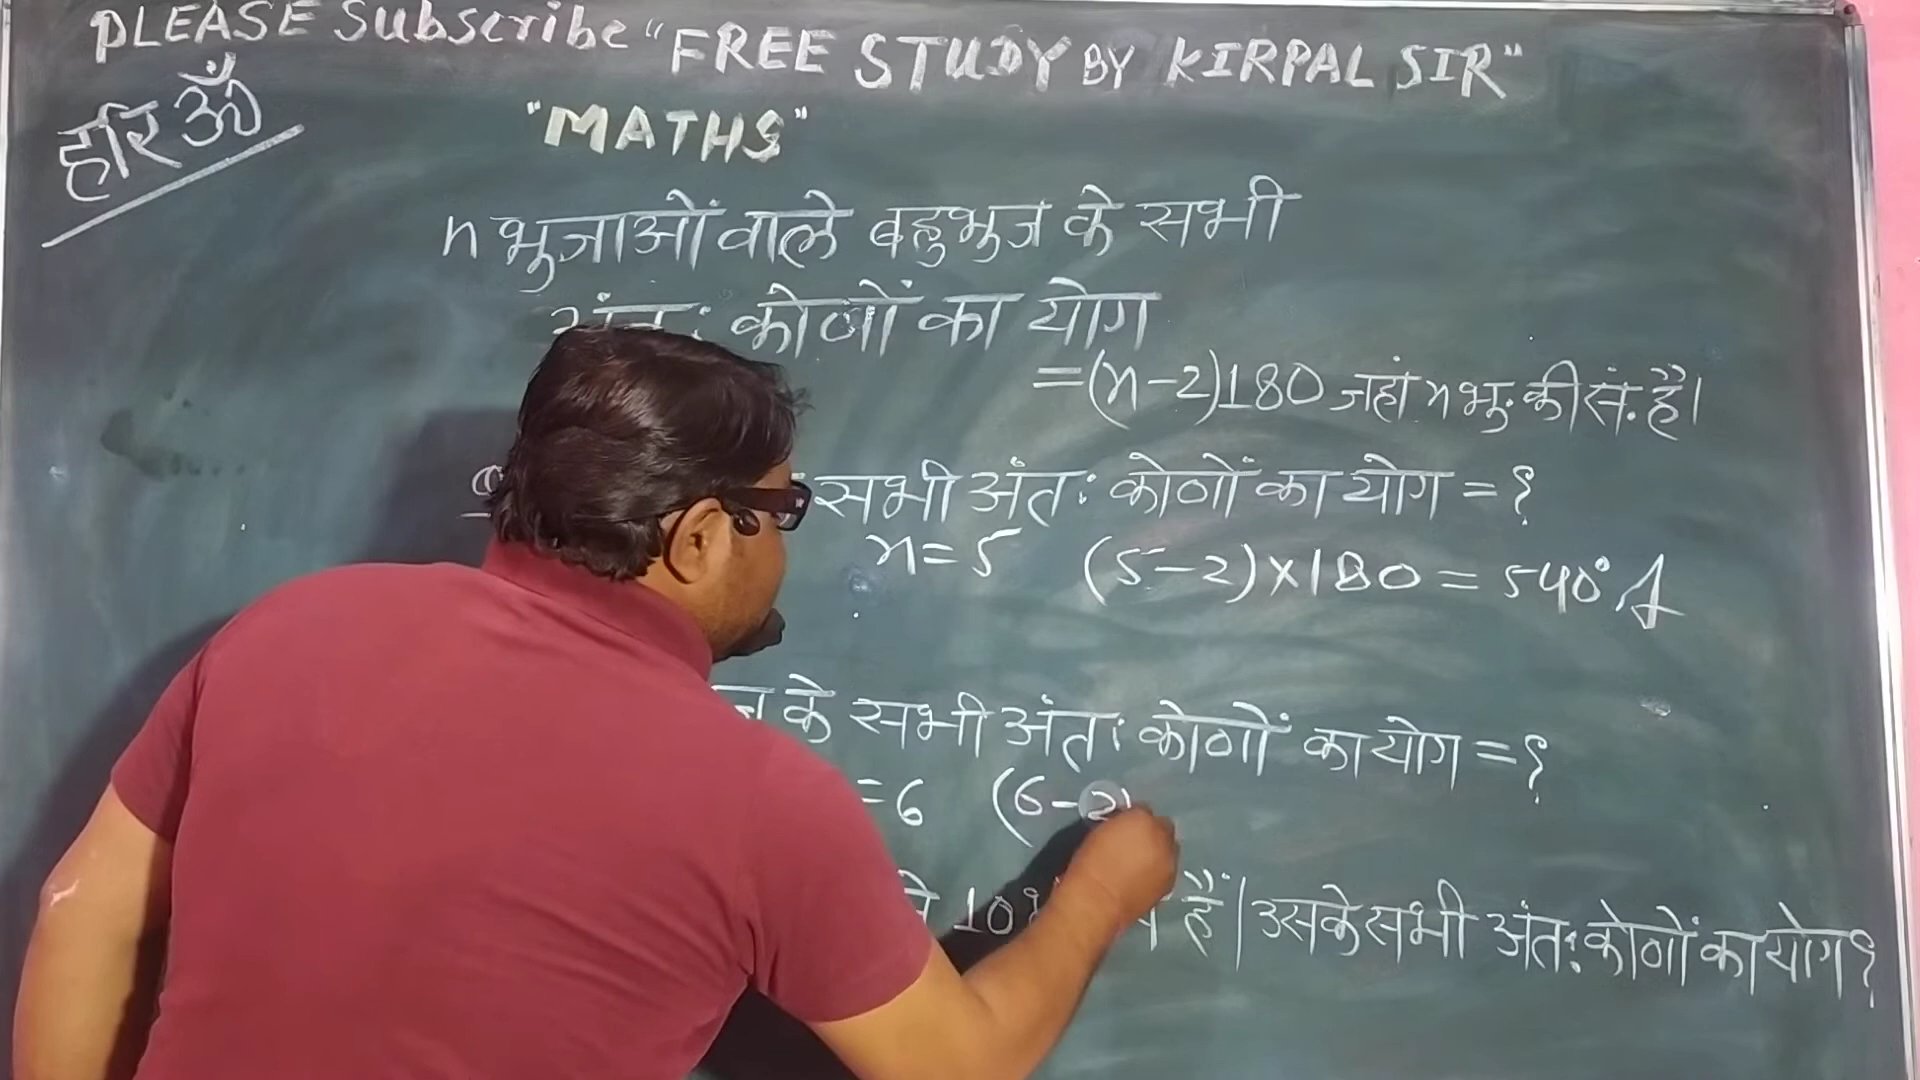 PLEASE Subscribe "FREE STUDY BY KIRPAL SIR"
हरि ॐ
"MATHS"
n भुजाओं वाले बहुभुज के सभी
अंतः कोणों का योग
=(n-2)180 जहां n भु. की सं. है।
सभी अंतः कोणों का योग = ?
n=5 (5-2)×180 = 540°
के सभी अंतः कोणों का योग = ?
=6 (6-2)
10 हैं | उसके सभी अंतः कोणों का योग ?